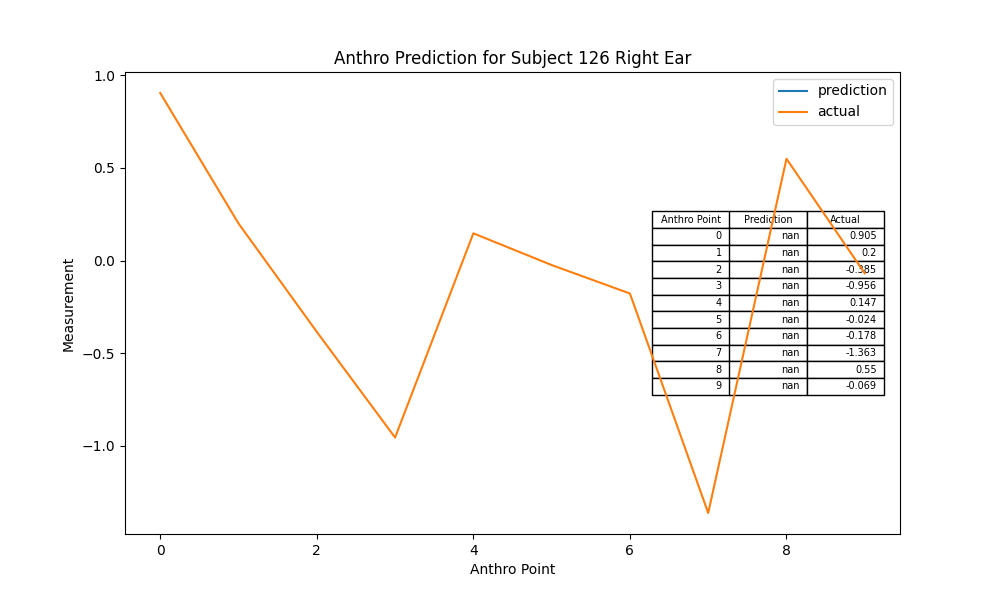 Anthro Prediction for Subject 126 Right Ear
1.0
0.5
0.0
−0.5
−1.0
Measurement
prediction
actual
Anthro Point Prediction Actual
0 nan 0.905
1 nan 0.2
2 nan -0.385
3 nan -0.956
4 nan 0.147
5 nan -0.024
6 nan -0.178
7 nan -1.363
8 nan 0.55
9 nan -0.069
0 2 4 6 8
Anthro Point